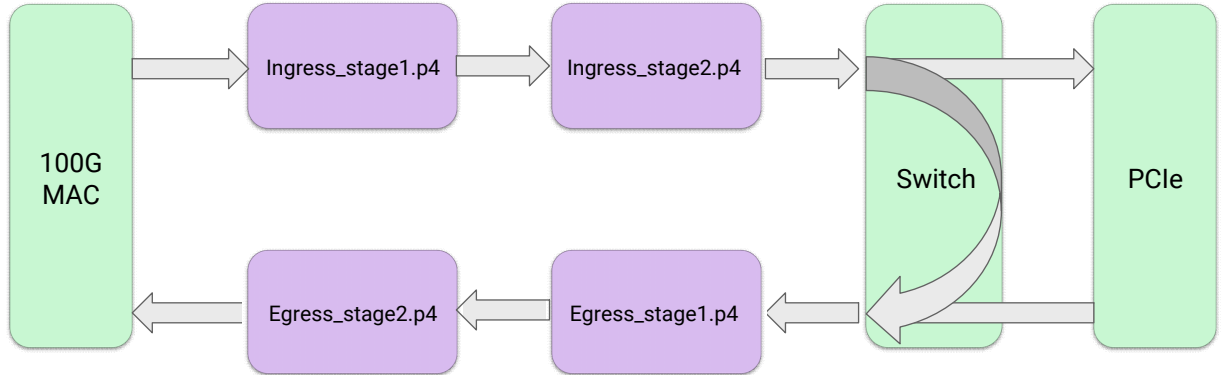 100G
MAC
Ingress_stage1.p4
Ingress_stage2.p4
Switch
PCIe
Egress_stage2.p4
Egress_stage1.p4